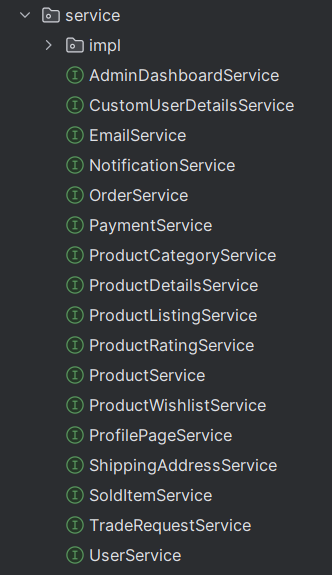 service
impl
I AdminDashboardService
I CustomUserDetailsService
I EmailService
I NotificationService
I OrderService
I PaymentService
I ProductCategoryService
I ProductDetailsService
I ProductListingService
I ProductRatingService
I ProductService
I ProductWishlistService
I ProfilePageService
I ShippingAddressService
I SoldItemService
I TradeRequestService
I UserService